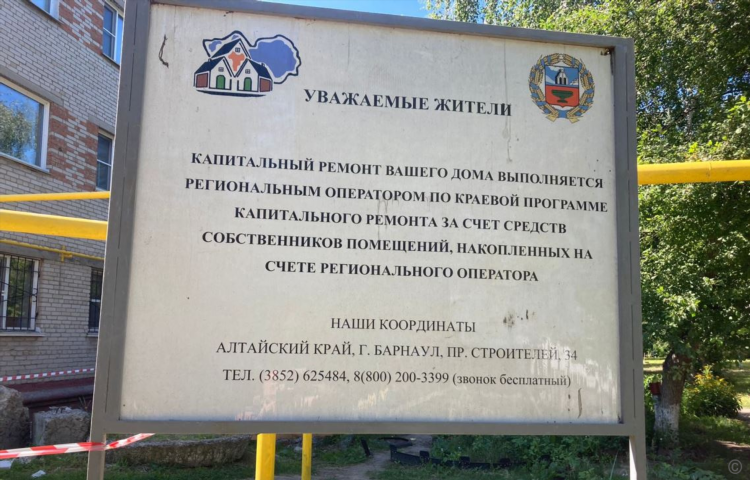 УВАЖАЕМЫЕ ЖИТЕЛИ
КАПИТАЛЬНЫЙ РЕМОНТ ВАШЕГО ДОМА ВЫПОЛНЯЕТСЯ
РЕГИОНАЛЬНЫМ ОПЕРАТОРОМ ПО КРАЕВОЙ ПРОГРАММЕ
КАПИТАЛЬНОГО РЕМОНТА ЗА СЧЕТ СРЕДСТВ
СОБСТВЕННИКОВ ПОМЕЩЕНИЙ, НАКОПЛЕННЫХ НА
СЧЕТЕ РЕГИОНАЛЬНОГО ОПЕРАТОРА
НАШИ КООРДИНАТЫ
АЛТАЙСКИЙ КРАЙ, Г. БАРНАУЛ, ПР. СТРОИТЕЛЕЙ, 34
ТЕЛ. (3852) 625484, 8(800) 200-3399 (звонок бесплатный)
©